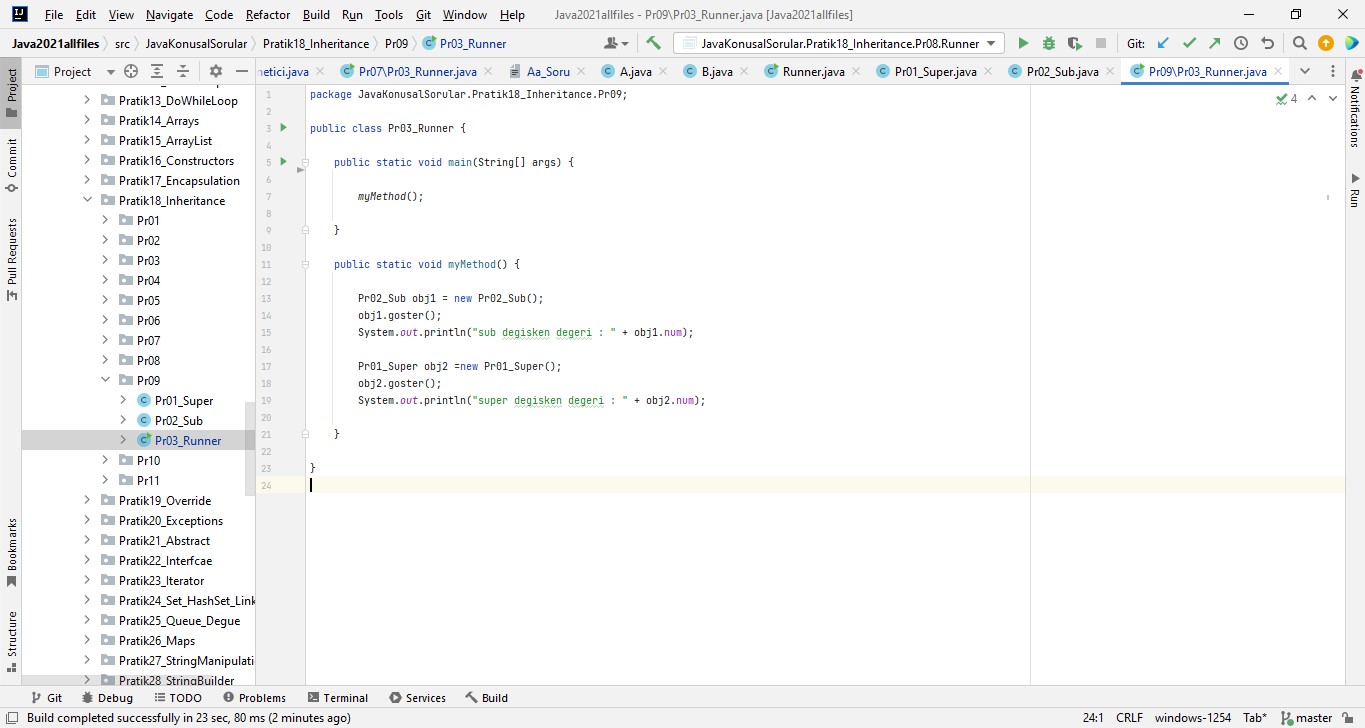 File Edit View Navigate Code Refactor Build Run Tools Git Window Help Java2021allfiles - Pr09\Pr03_Runner.java [Java2021allfiles]
Java2021allfiles src JavaKonusalSorular Pratik18_Inheritance Pr09 Pr03_Runner JavaKonusalSorular.Pratik18_Inheritance.Pr08.Runner Git:
Project netici.java Pr07\Pr03_Runner.java Aa_Soru A.java B.java Runner.java Pr01_Super.java Pr02_Sub.java Pr09\Pr03_Runner.java
Project
Commit
Pull Requests
Bookmarks
Structure
Pratik13_DoWhileLoop
Pratik14_Arrays
Pratik15_ArrayList
Pratik16_Constructors
Pratik17_Encapsulation
Pratik18_Inheritance
Pr01
Pr02
Pr03
Pr04
Pr05
Pr06
Pr07
Pr08
Pr09
Pr01_Super
Pr02_Sub
Pr03_Runner
Pr10
Pr11
Pratik19_Override
Pratik20_Exceptions
Pratik21_Abstract
Pratik22_Interfcae
Pratik23_Iterator
Pratik24_Set_HashSet_Link
Pratik25_Queue_Degue
Pratik26_Maps
Pratik27_StringManipulati
Pratik28_StringBuilder
1 package JavaKonusalSorular.Pratik18_Inheritance.Pr09;
2
3 public class Pr03_Runner {
4
5 public static void main(String[] args) {
6
7 myMethod();
8
9 }
10
11 public static void myMethod() {
12
13 Pr02_Sub obj1 = new Pr02_Sub();
14 obj1.goster();
15 System.out.println("sub degisken degeri : " + obj1.num);
16
17 Pr01_Super obj2 =new Pr01_Super();
18 obj2.goster();
19 System.out.println("super degisken degeri : " + obj2.num);
20
21 }
22
23 }
24
4
Notifications
Run
Git Debug TODO Problems Terminal Services Build
Build completed successfully in 23 sec, 80 ms (2 minutes ago) 24:1 CRLF windows-1254 Tab* master